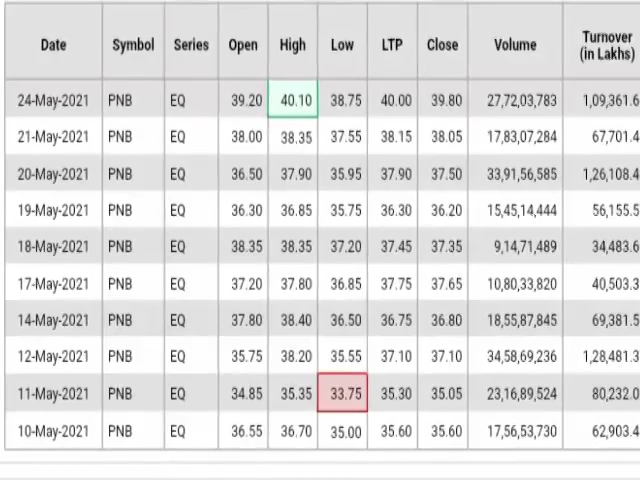 Date Symbol Series Open High Low LTP Close Volume Turnover (in Lakhs)
24-May-2021 PNB EQ 39.20 40.10 38.75 40.00 39.80 27,72,03,783 1,09,361.6
21-May-2021 PNB EQ 38.00 38.35 37.55 38.15 38.05 17,83,07,284 67,701.4
20-May-2021 PNB EQ 36.50 37.90 35.95 37.90 37.50 33,91,56,585 1,26,108.4
19-May-2021 PNB EQ 36.30 36.85 35.75 36.30 36.20 15,45,14,444 56,155.5
18-May-2021 PNB EQ 38.35 38.35 37.20 37.45 37.35 9,14,71,489 34,483.6
17-May-2021 PNB EQ 37.20 37.80 36.85 37.75 37.65 10,80,33,820 40,503.3
14-May-2021 PNB EQ 37.80 38.40 36.50 36.75 36.80 18,55,87,845 69,381.5
12-May-2021 PNB EQ 35.75 38.20 35.55 37.10 37.10 34,58,69,236 1,28,481.3
11-May-2021 PNB EQ 34.85 35.35 33.75 35.30 35.05 23,16,89,524 80,232.0
10-May-2021 PNB EQ 36.55 36.70 35.00 35.60 35.60 17,56,53,730 62,903.4